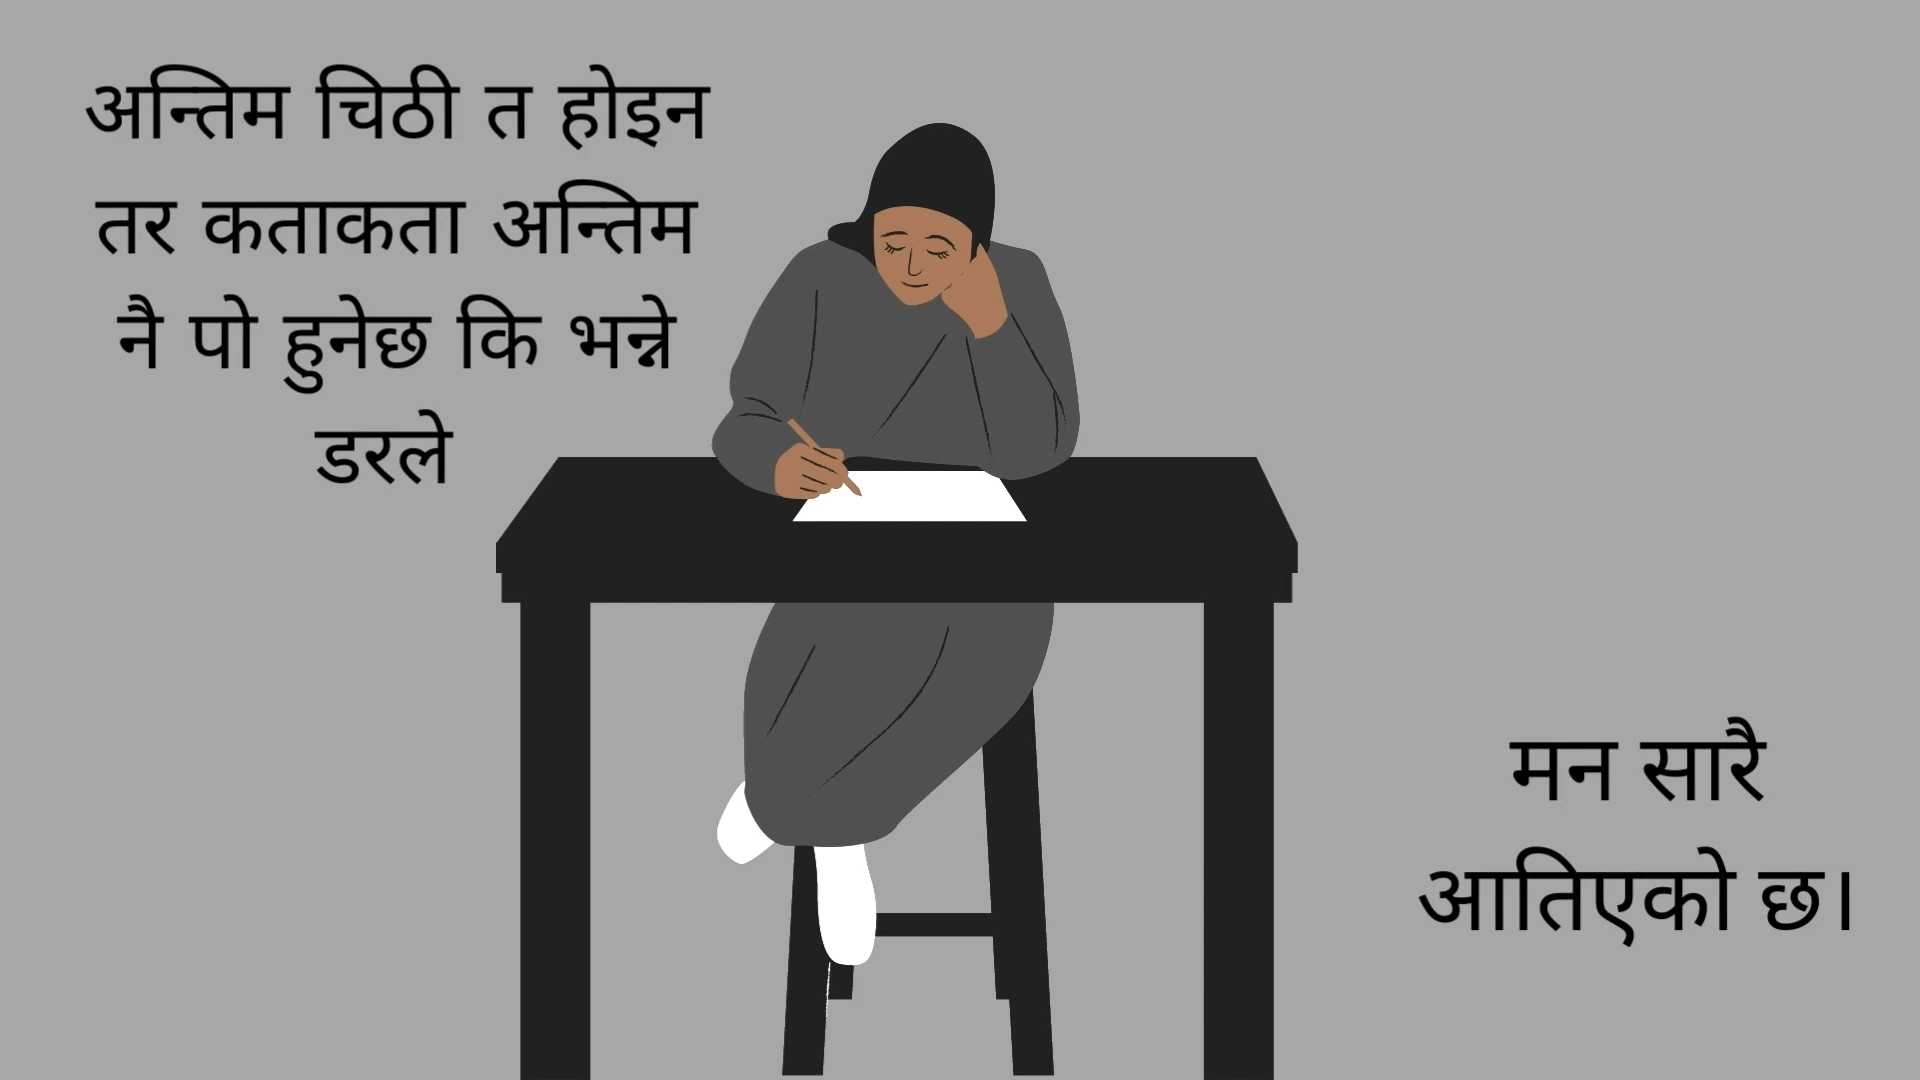 अन्तिम चिठी त होइन
तर कताकता अन्तिम
नै पो हुनेछ कि भन्ने
डरले
मन सारै
आतिएको छ।